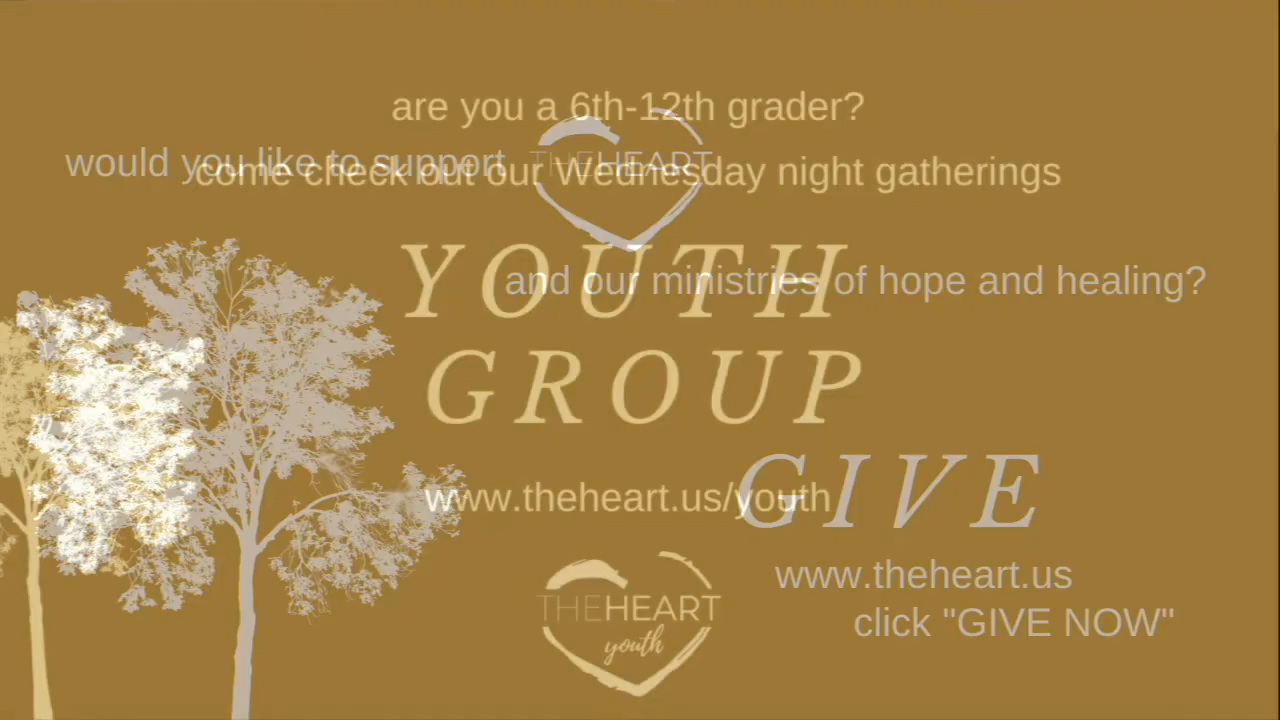 are you a 6th-12th grader?
would you like to support
THEHEART
come check out our Wednesday night gatherings
YOUTH
and our ministries of hope and healing?
GROUP
GIVE
www.theheart.us/youth
www.theheart.us
THEHEART
click "GIVE NOW"
youth